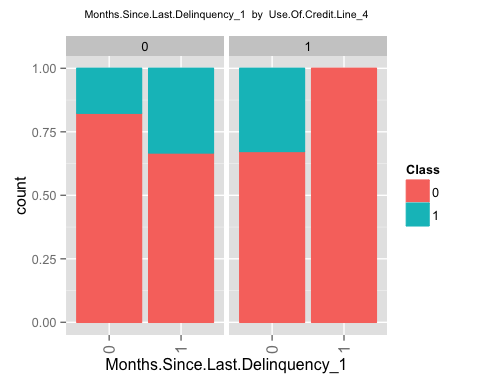 Months.Since.Last.Delinquency_1 by Use.Of.Credit.Line_4
0 1
1.00
0.75
0.50
0.25
0.00
count
0 1 0 1
Months.Since.Last.Delinquency_1
Class
0
1